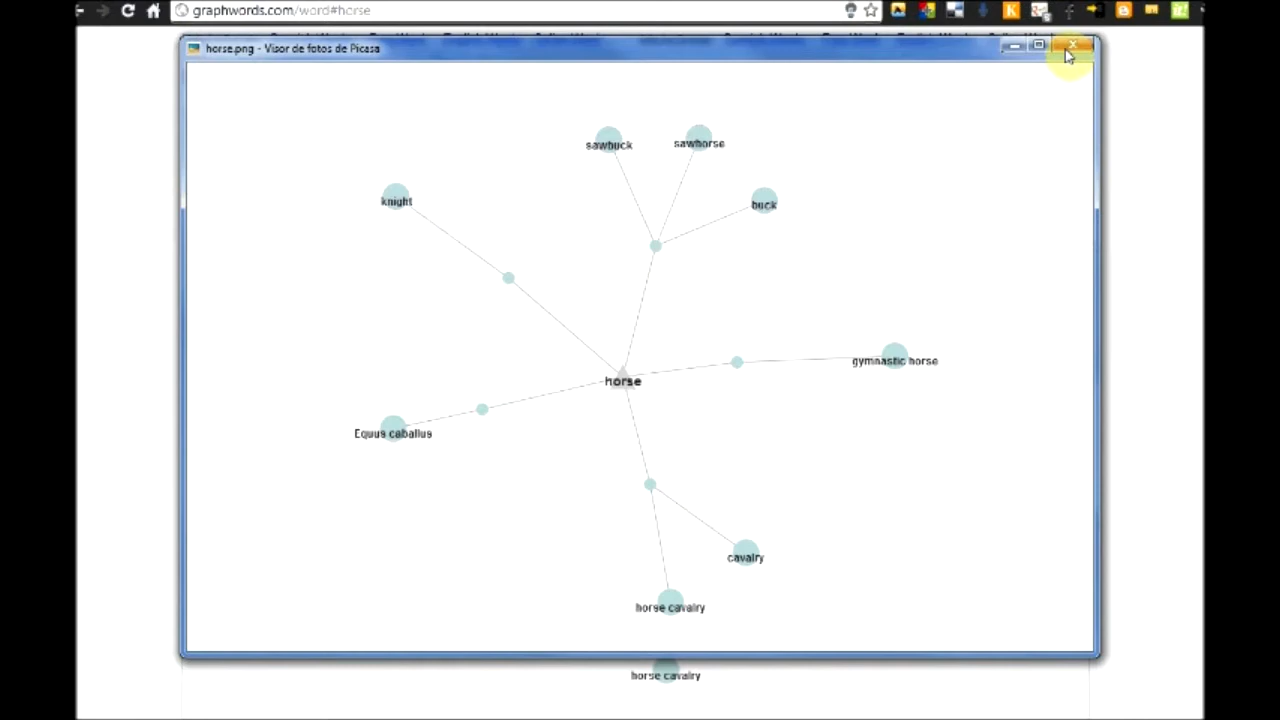 graphwords.com/word#horse
horse.png - Visor de fotos de Picasa
sawbuck
sawhorse
knight
buck
gymnastic horse
horse
Equus caballus
cavalry
horse cavalry
horse cavalry